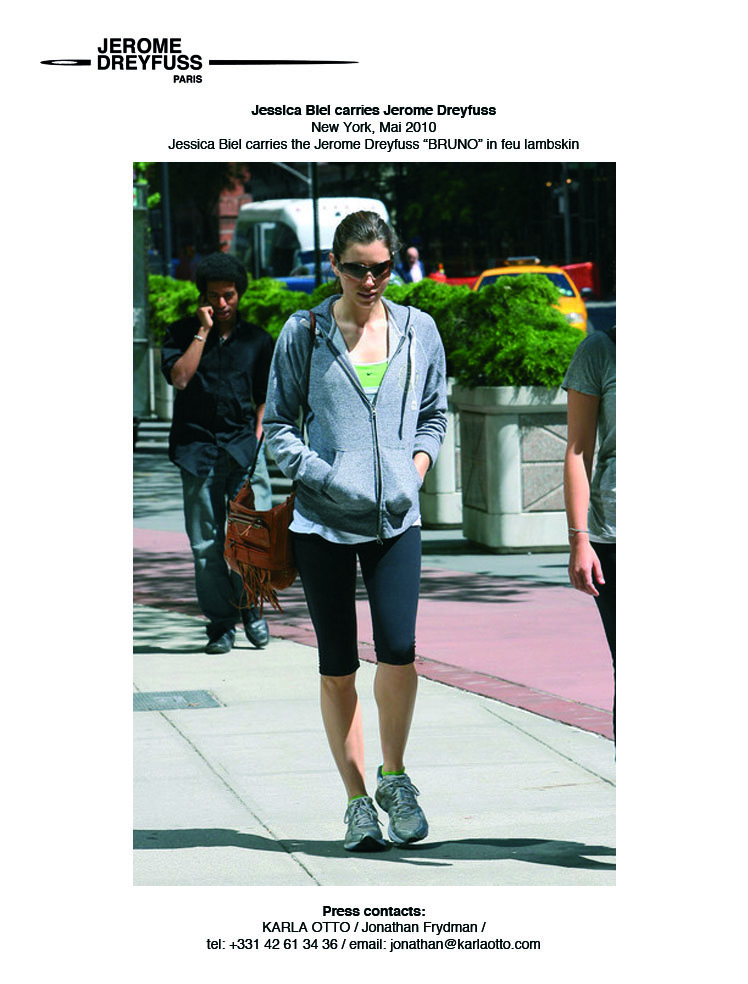 JEROME
DREYFUSS
PARIS
Jessica Biel carries Jerome Dreyfuss
New York, Mai 2010
Jessica Biel carries the Jerome Dreyfuss “BRUNO” in feu lambskin
Press contacts:
KARLA OTTO / Jonathan Frydman /
tel: +331 42 61 34 36 / email: jonathan@karlaotto.com